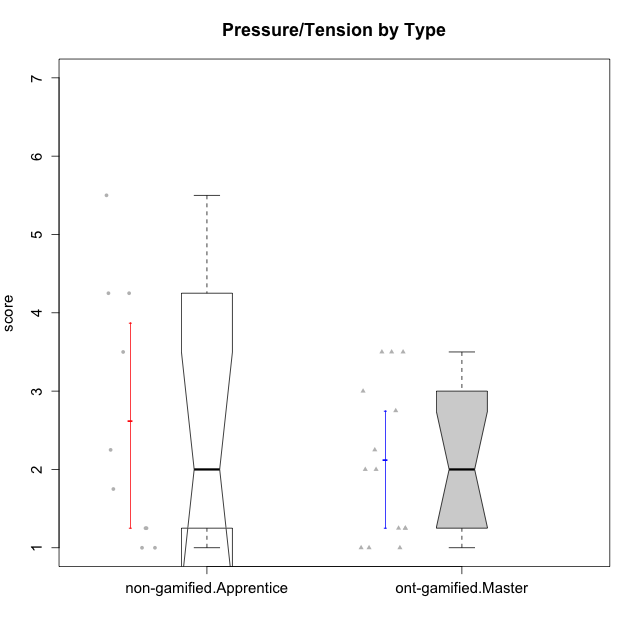 Pressure/Tension by Type
7
6
5
4
3
2
1
score
non-gamified.Apprentice
ont-gamified.Master